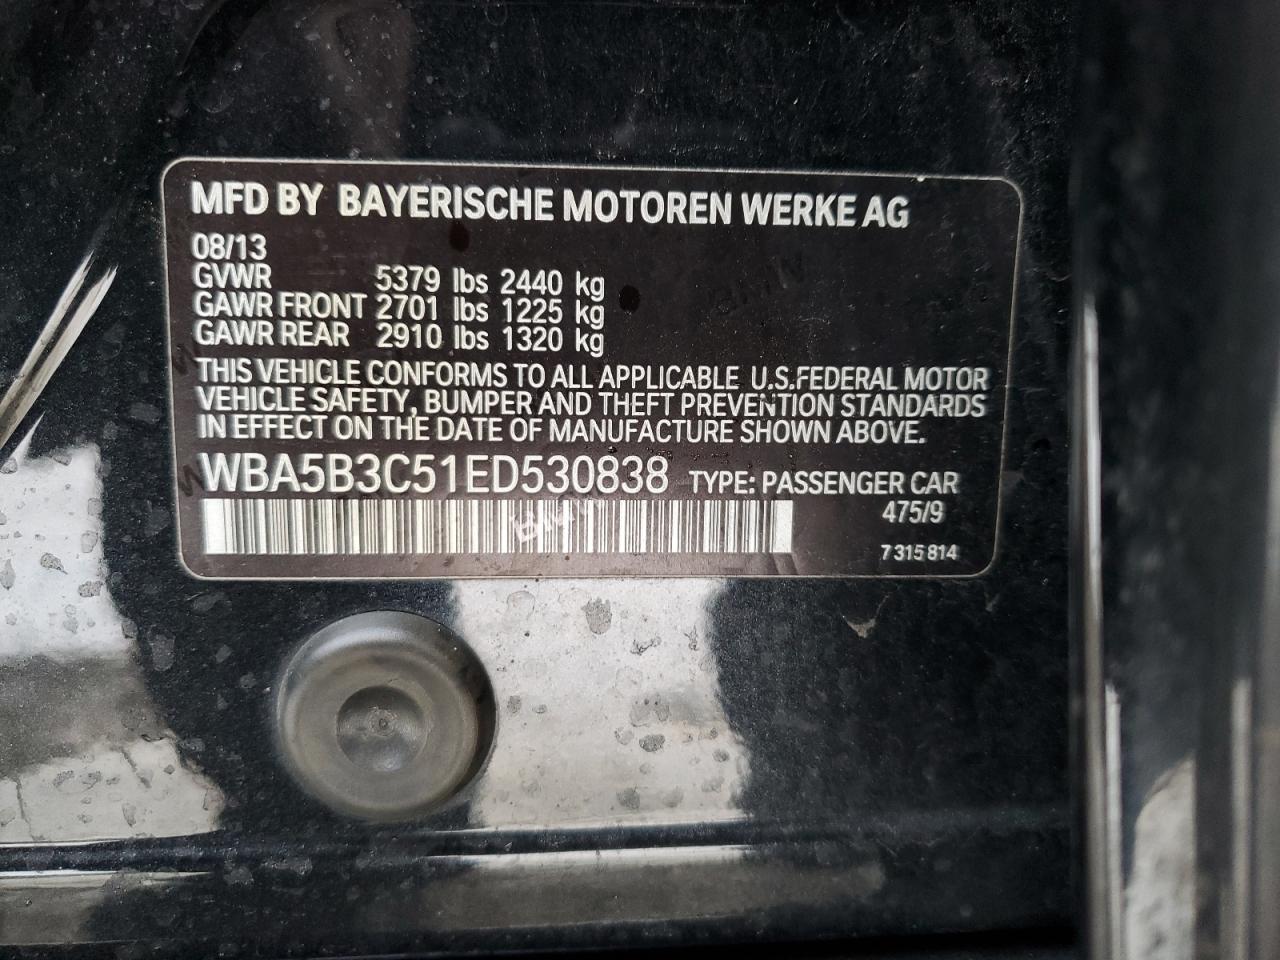 MFD BY BAYERISCHE MOTOREN WERKE AG
08/13
GVWR 5379 lbs 2440 kg
GAWR FRONT 2701 lbs 1225 kg
GAWR REAR 2910 lbs 1320 kg
THIS VEHICLE CONFORMS TO ALL APPLICABLE U.S.FEDERAL MOTOR
VEHICLE SAFETY, BUMPER AND THEFT PREVENTION STANDARDS
IN EFFECT ON THE DATE OF MANUFACTURE SHOWN ABOVE.
WBA5B3C51ED530838 TYPE: PASSENGER CAR
475/9
7 315 814
BMW
BMW